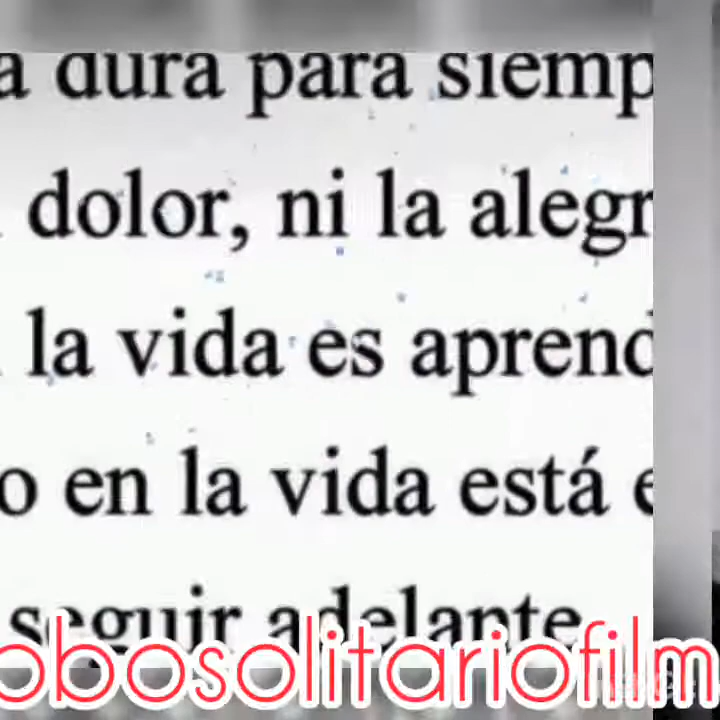 a dura para siemp
dolor, ni la alegr
la vida es aprend
o en la vida está e
seguir adelante
obosolitariofilm